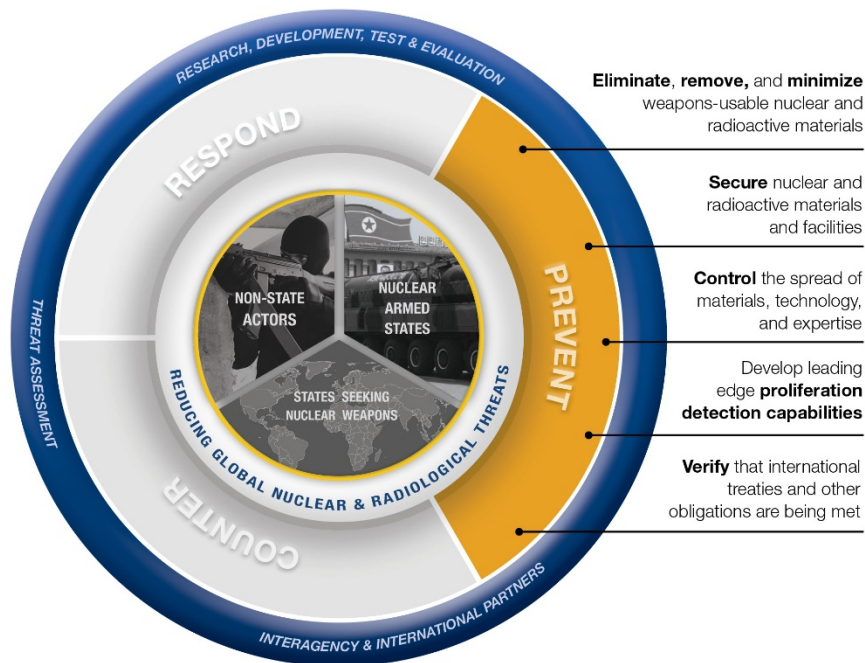 RESEARCH, DEVELOPMENT, TEST & EVALUATION
RESPOND
THREAT ASSESSMENT
NON-STATE
ACTORS
NUCLEAR
ARMED
STATES
STATES SEEKING
NUCLEAR WEAPONS
REDUCING GLOBAL NUCLEAR & RADIOLOGICAL THREATS
PREVENT
COUNTER
INTERAGENCY & INTERNATIONAL PARTNERS
Eliminate, remove, and minimize
weapons-usable nuclear and
radioactive materials
Secure nuclear and
radioactive materials
and facilities
Control the spread of
materials, technology,
and expertise
Develop leading
edge proliferation
detection capabilities
Verify that international
treaties and other
obligations are being met